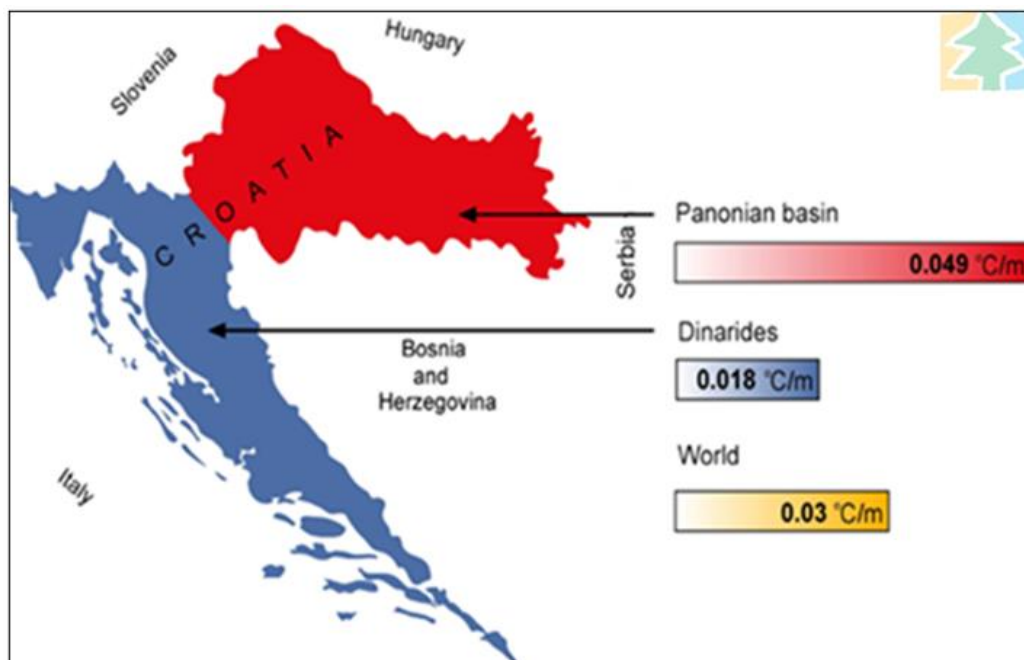 Hungary
Slovenia
CROATIA
Panonian basin
0.049 °C/m
Serbia
Dinarides
0.018 °C/m
Bosnia
and
Herzegovina
World
0.03 °C/m
Italy